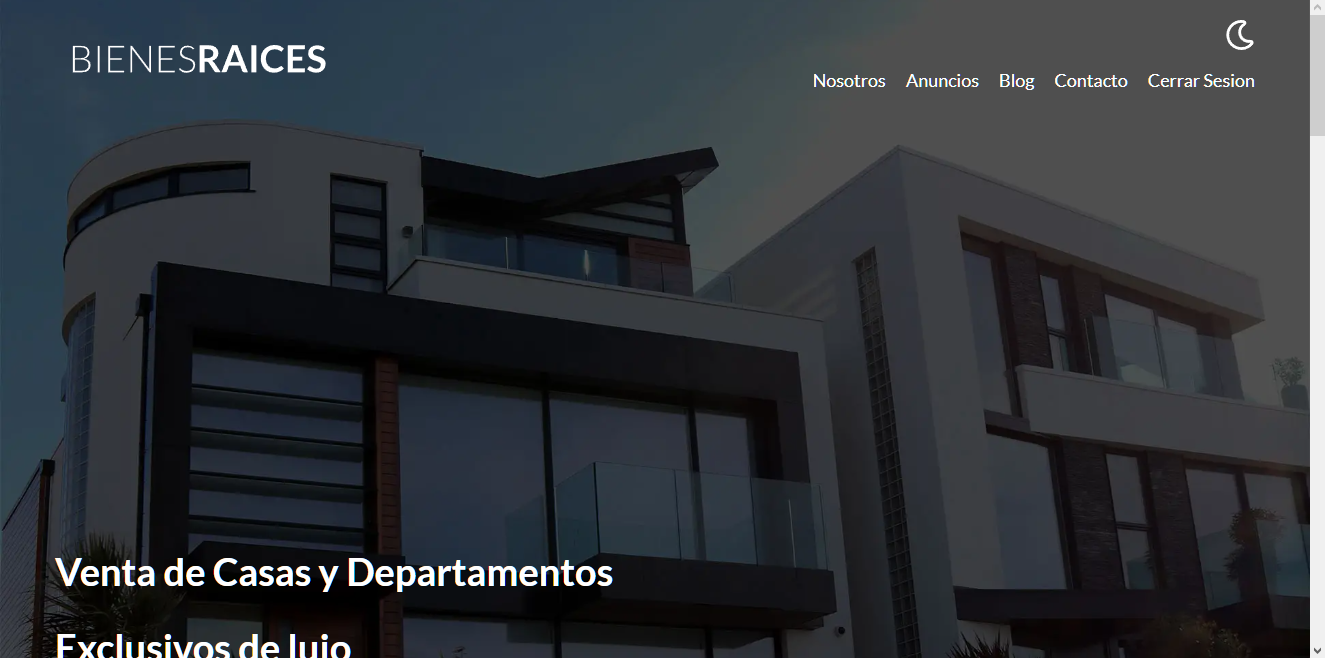 BIENESRAICES
Nosotros Anuncios Blog Contacto Cerrar Sesion
Venta de Casas y Departamentos
Exclusivos de lujo